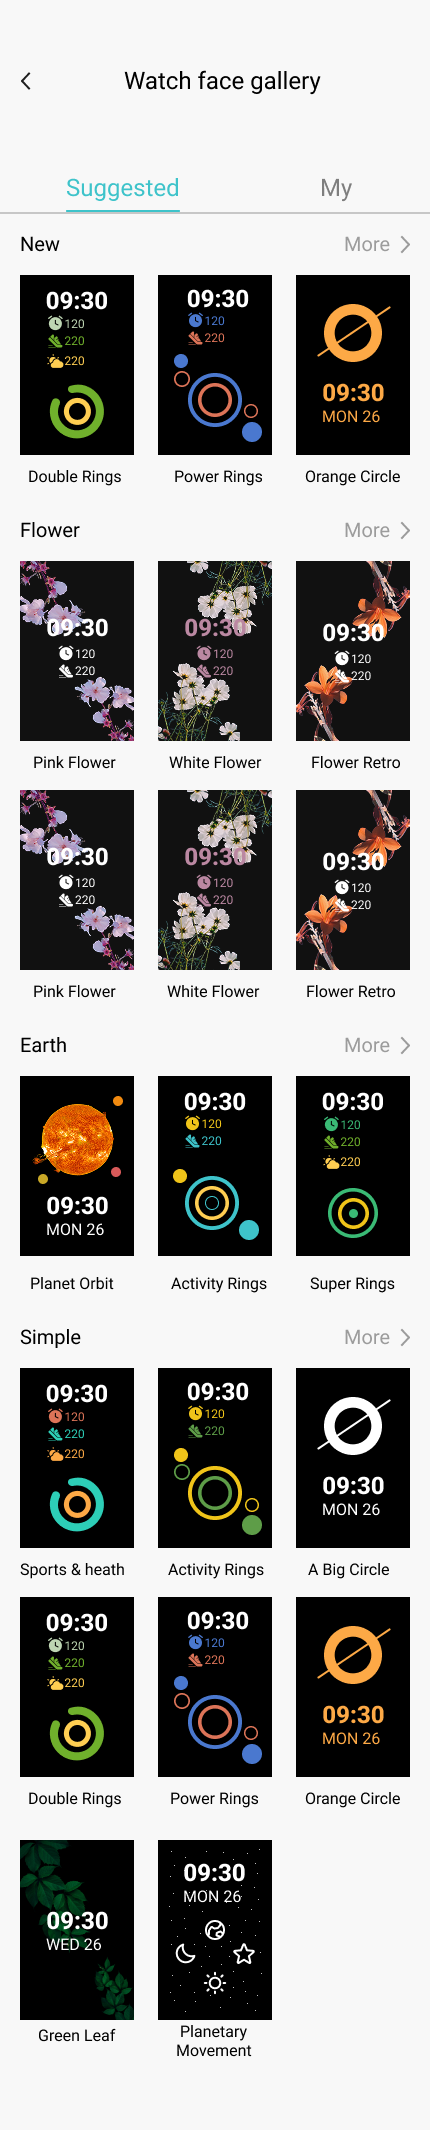 Watch face gallery
Suggested My
New More
09:30 09:30 09:30
120 120 MON 26
220 220
220
Double Rings Power Rings Orange Circle
Flower More
09:30 09:30 09:30
120 120 120
220 220 220
Pink Flower White Flower Flower Retro
09:30 09:30 09:30
120 120 120
220 220 220
Pink Flower White Flower Flower Retro
Earth More
09:30 09:30 09:30
MON 26 120 120
220 220
220
Planet Orbit Activity Rings Super Rings
Simple More
09:30 09:30 09:30
120 120 MON 26
220 220
220
Sports & heath Activity Rings A Big Circle
09:30 09:30 09:30
120 120 MON 26
220 220
220
Double Rings Power Rings Orange Circle
09:30 09:30
WED 26 MON 26
Green Leaf Planetary
Movement